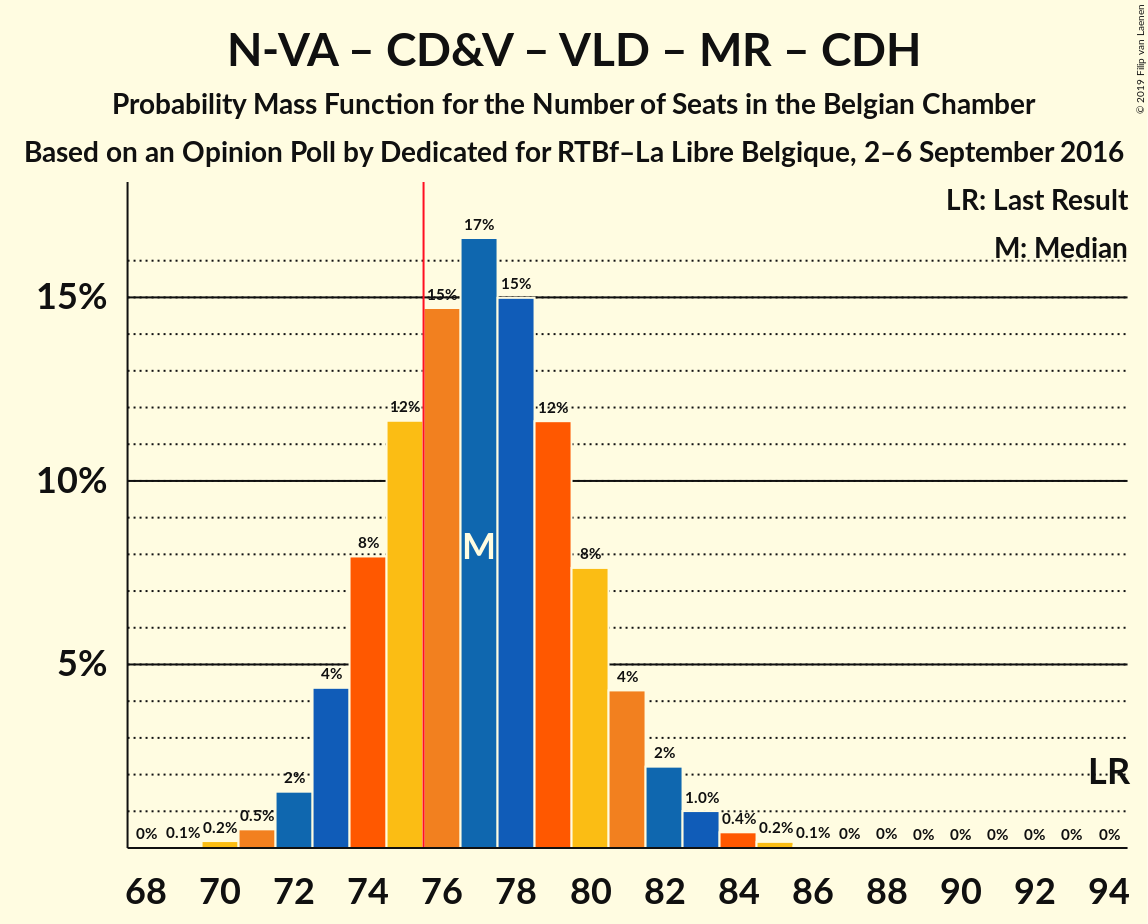 N-VA – CD&V – VLD – MR – CDH
Probability Mass Function for the Number of Seats in the Belgian Chamber
Based on an Opinion Poll by Dedicated for RTBf–La Libre Belgique, 2–6 September 2016
© 2019 Filip van Laenen
LR: Last Result
M: Median
15%
10%
5%
0% 0.1% 0.2% 0.5% 2% 4% 8% 12% 15% 17% 15% 12% 8% 4% 2% 1.0% 0.4% 0.2% 0.1% 0% 0% 0% 0% 0% 0% 0% 0%
M
LR
68 70 72 74 76 78 80 82 84 86 88 90 92 94